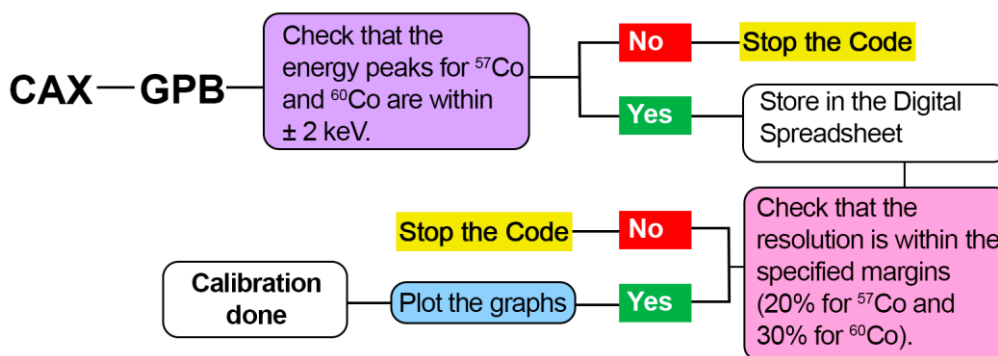 CAX
GPB
Check that the
energy peaks for ⁵⁷Co
and ⁶⁰Co are within
± 2 keV.
No
Stop the Code
Yes
Store in the Digital
Spreadsheet
Check that the
resolution is within the
specified margins
(20% for ⁵⁷Co and
30% for ⁶⁰Co).
No
Stop the Code
Yes
Plot the graphs
Calibration
done